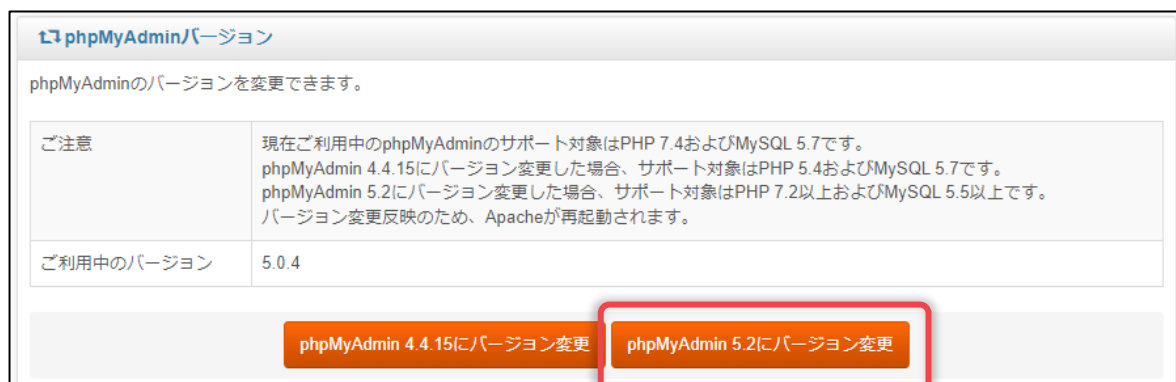 phpMyAdminバージョン
phpMyAdminのバージョンを変更できます。
ご注意
現在ご利用中のphpMyAdminのサポート対象はPHP 7.4およびMySQL 5.7です。
phpMyAdmin 4.4.15にバージョン変更した場合、サポート対象はPHP 5.4およびMySQL 5.7です。
phpMyAdmin 5.2にバージョン変更した場合、サポート対象はPHP 7.2以上およびMySQL 5.5以上です。
バージョン変更反映のため、Apacheが再起動されます。
ご利用中のバージョン
5.0.4
phpMyAdmin 4.4.15にバージョン変更
phpMyAdmin 5.2にバージョン変更